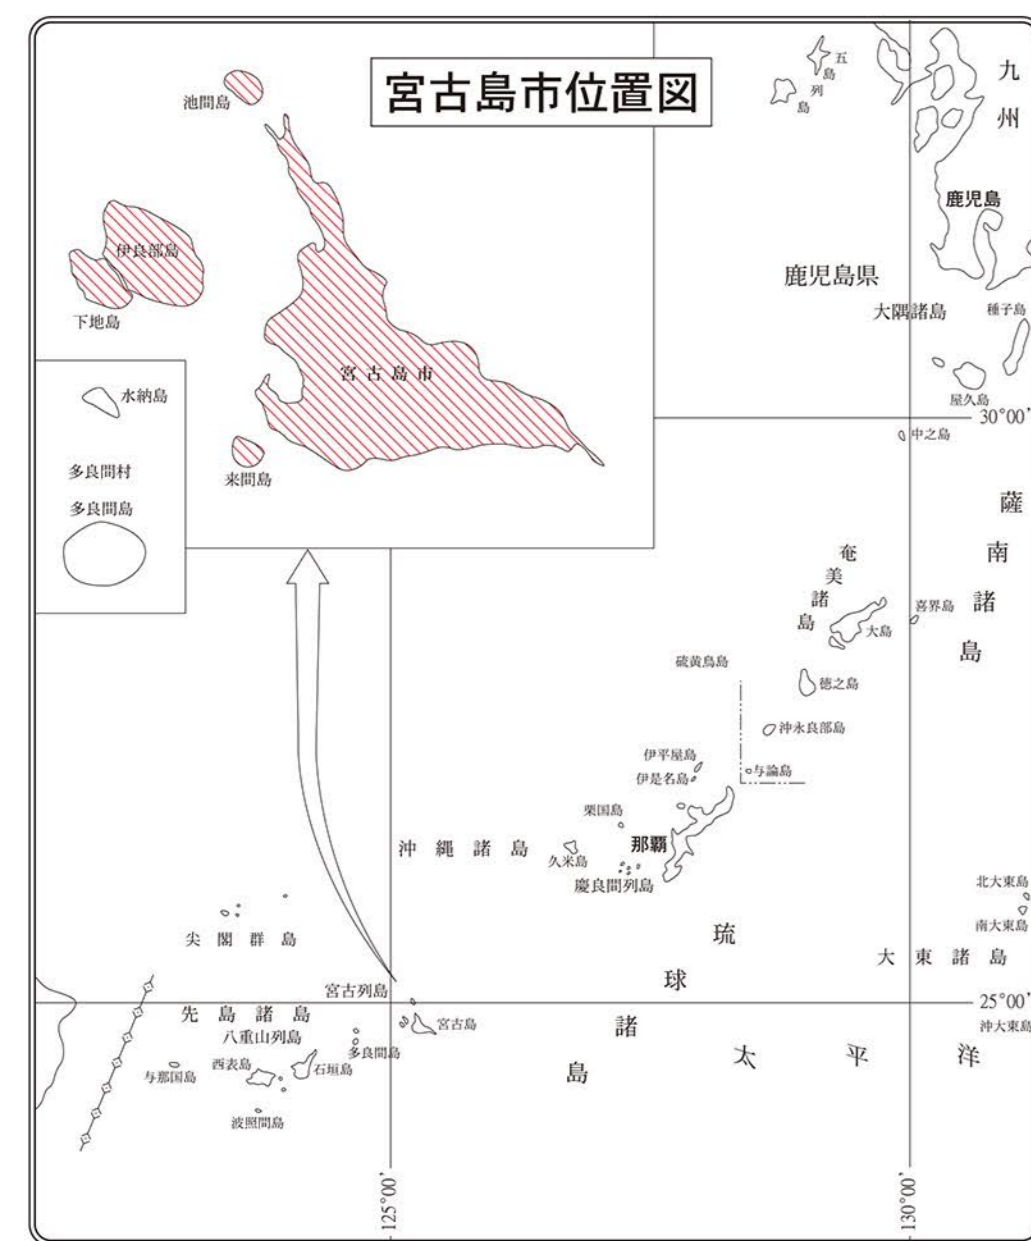 宮古島市位置図
池間島
伊良部島
下地島
宮古島市
来間島
水納島
多良間村
多良間島
五島列島
九州
鹿児島
鹿児島県
大隅諸島
種子島
屋久島
30°00'
中之島
薩南諸島
奄美諸島
喜界島
大島
硫黄鳥島
徳之島
沖永良部島
与論島
伊平屋島
伊是名島
粟国島
那覇
沖縄諸島
久米島
慶良間列島
北大東島
南大東島
大東諸島
尖閣群島
琉球諸島
宮古列島
25°00'
先島諸島
宮古島
沖大東島
八重山列島
多良間島
太平洋
与那国島
西表島
石垣島
波照間島
125°00'
130°00'